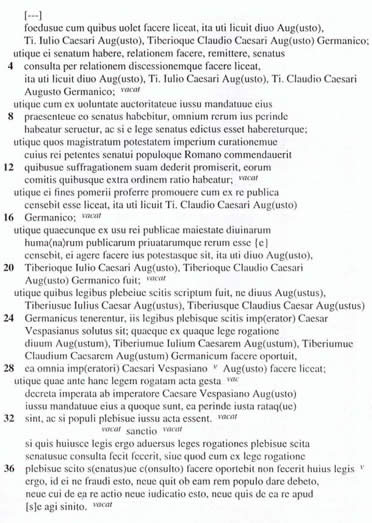 [---]
foedusue cum quibus uolet facere liceat, ita uti licuit diuo Aug(usto),
Ti. Iulio Caesari Aug(usto), Tiberioque Claudio Caesari Aug(usto) Germanico;
utique ei senatum habere, relationem facere, remittere, senatus
4 consulta per relationem discessionemque facere liceat,
ita uti licuit diuo Aug(usto), Ti. Iulio Caesari Aug(usto), Ti. Claudio Caesari
Augusto Germanico; vacat
utique cum ex uoluntate auctoritateue iussu mandatuue eius
8 praesenteue eo senatus habebitur, omnium rerum ius perinde
habeatur seruetur, ac si e lege senatus edictus esset habereturque;
utique quos magistratum potestatem imperium curationemue
cuius rei petentes senatui populoque Romano commendauerit
12 quibusue suffragationem suam dederit promiserit, eorum
comitis quibusque extra ordinem ratio habeatur; vacat
utique ei fines pomerii proferre promouere cum ex re publica
censebit esse liceat, ita uti licuit Ti. Claudio Caesari Aug(usto)
16 Germanico; vacat
utique quaecunque ex usu rei publicae maiestate diuinarum
huma(na)rum publicarum priuatarumque rerum esse [e]
censebit, ei agere facere ius potestasque sit, ita uti diuo Aug(usto),
20 Tiberioque Iulio Caesari Aug(usto), Tiberioque Claudio Caesari
Aug(usto) Germanico fuit; vacat
utique quibus legibus plebeiue scitis scriptum fuit, ne diuus Aug(ustus),
Tiberiusue Iulius Caesar Aug(ustus), Tiberiusque Claudius Caesar Aug(ustus)
24 Germanicus tenerentur, iis legibus plebisque scitis imp(erator) Caesar
Vespasianus solutus sit; quaeque ex quaque lege rogatione
diuum Aug(ustum), Tiberiumue Iulium Caesarem Aug(ustum), Tiberiumue
Claudium Caesarem Aug(ustum) Germanicum facere oportuit,
28 ea omnia imp(eratori) Caesari Vespasiano v Aug(usto) facere liceat;
utique quae ante hanc legem rogatam acta gesta vac
decreta imperata ab imperatore Caesare Vespasiano Aug(usto)
iussu mandatuue eius a quoque sunt, ea perinde iusta rataq(ue)
32 sint, ac si populi plebisue iussu acta essent. vacat
vacat sanctio vacat
si quis huiusce legis ergo aduersus leges rogationes plebisue scita
senatusue consulta fecit fecerit, siue quod cum ex lege rogatione
36 plebisue scito s(enatus)ue c(onsulto) facere oportebit non fecerit huius legis v
ergo, id ei ne fraudi esto, neue quit ob eam rem populo dare debeto,
neue cui de ea re actio neue iudicatio esto, neue quis de ea re apud
[s]e agi sinito. vacat